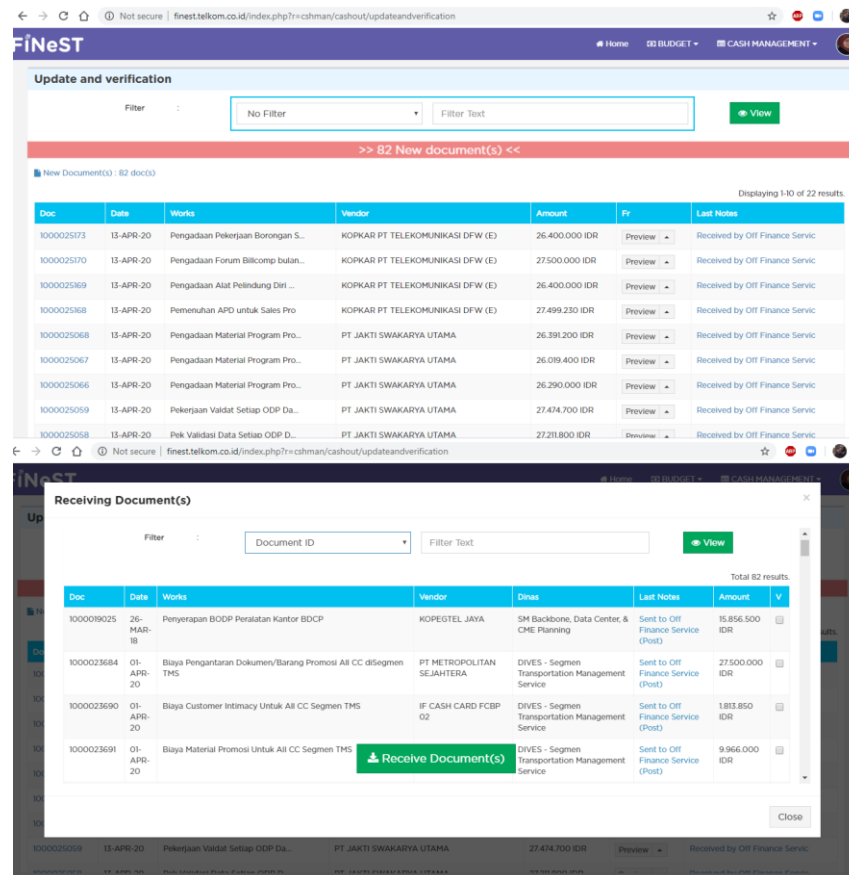 Not secure | finest.telkom.co.id/index.php?r=cshman/cashout/updateandverification
FiNeST Home BUDGET CASH MANAGEMENT
Update and verification
Filter : No Filter Filter Text View
>> 82 New document(s) <<
New Document(s) : 82 doc(s)
Displaying 1-10 of 22 results.
Doc Date Works Vendor Amount Fr Last Notes
1000025173 13-APR-20 Pengadaan Pekerjaan Borongan S... KOPKAR PT TELEKOMUNIKASI DFW (E) 26.400.000 IDR Preview Received by Off Finance Servic
1000025170 13-APR-20 Pengadaan Forum Billcomp bulan... KOPKAR PT TELEKOMUNIKASI DFW (E) 27.500.000 IDR Preview Received by Off Finance Servic
1000025169 13-APR-20 Pengadaan Alat Pelindung Diri ... KOPKAR PT TELEKOMUNIKASI DFW (E) 26.400.000 IDR Preview Received by Off Finance Servic
1000025168 13-APR-20 Pemenuhan APD untuk Sales Pro KOPKAR PT TELEKOMUNIKASI DFW (E) 27.499.230 IDR Preview Received by Off Finance Servic
1000025068 13-APR-20 Pengadaan Material Program Pro... PT JAKTI SWAKARYA UTAMA 26.391.200 IDR Preview Received by Off Finance Servic
1000025067 13-APR-20 Pengadaan Material Program Pro... PT JAKTI SWAKARYA UTAMA 26.019.400 IDR Preview Received by Off Finance Servic
1000025066 13-APR-20 Pengadaan Material Program Pro... PT JAKTI SWAKARYA UTAMA 26.290.000 IDR Preview Received by Off Finance Servic
1000025059 13-APR-20 Pekerjaan Valdat Setiap ODP Da... PT JAKTI SWAKARYA UTAMA 27.474.700 IDR Preview Received by Off Finance Servic
1000025058 13-APR-20 Pek Validasi Data Setiap ODP D... PT JAKTI SWAKARYA UTAMA 27.211.800 IDR Preview Received by Off Finance Servic
Not secure | finest.telkom.co.id/index.php?r=cshman/cashout/updateandverification
FiNeST Home BUDGET CASH MANAGEMENT
Receiving Document(s)
Filter : Document ID Filter Text View
Total 82 results.
Doc Date Works Vendor Dinas Last Notes Amount V
1000019025 26- Penyerapan BODP Peralatan Kantor BDCP KOPEGTEL JAYA SM Backbone, Data Center, & Sent to Off 15.856.500
MAR- CME Planning Finance Service IDR
18 (Post)
1000023684 01- Biaya Pengantaran Dokumen/Barang Promosi All CC diSegmen PT METROPOLITAN DIVES - Segmen Sent to Off 27.500.000
APR- TMS SEJAHTERA Transportation Management Finance Service IDR
20 Service (Post)
1000023690 01- Biaya Customer Intimacy Untuk All CC Segmen TMS IF CASH CARD FCBP DIVES - Segmen Sent to Off 1.813.850
APR- 02 Transportation Management Finance Service IDR
20 Service (Post)
1000023691 01- Biaya Material Promosi Untuk All CC Segmen TMS DIVES - Segmen Sent to Off 9.966.000
APR- Receive Document(s) Transportation Management Finance Service IDR
20 Service (Post)
Close
1000025059 13-APR-20 Pekerjaan Valdat Setiap ODP Da... PT JAKTI SWAKARYA UTAMA 27.474.700 IDR Preview Received by Off Finance Servic